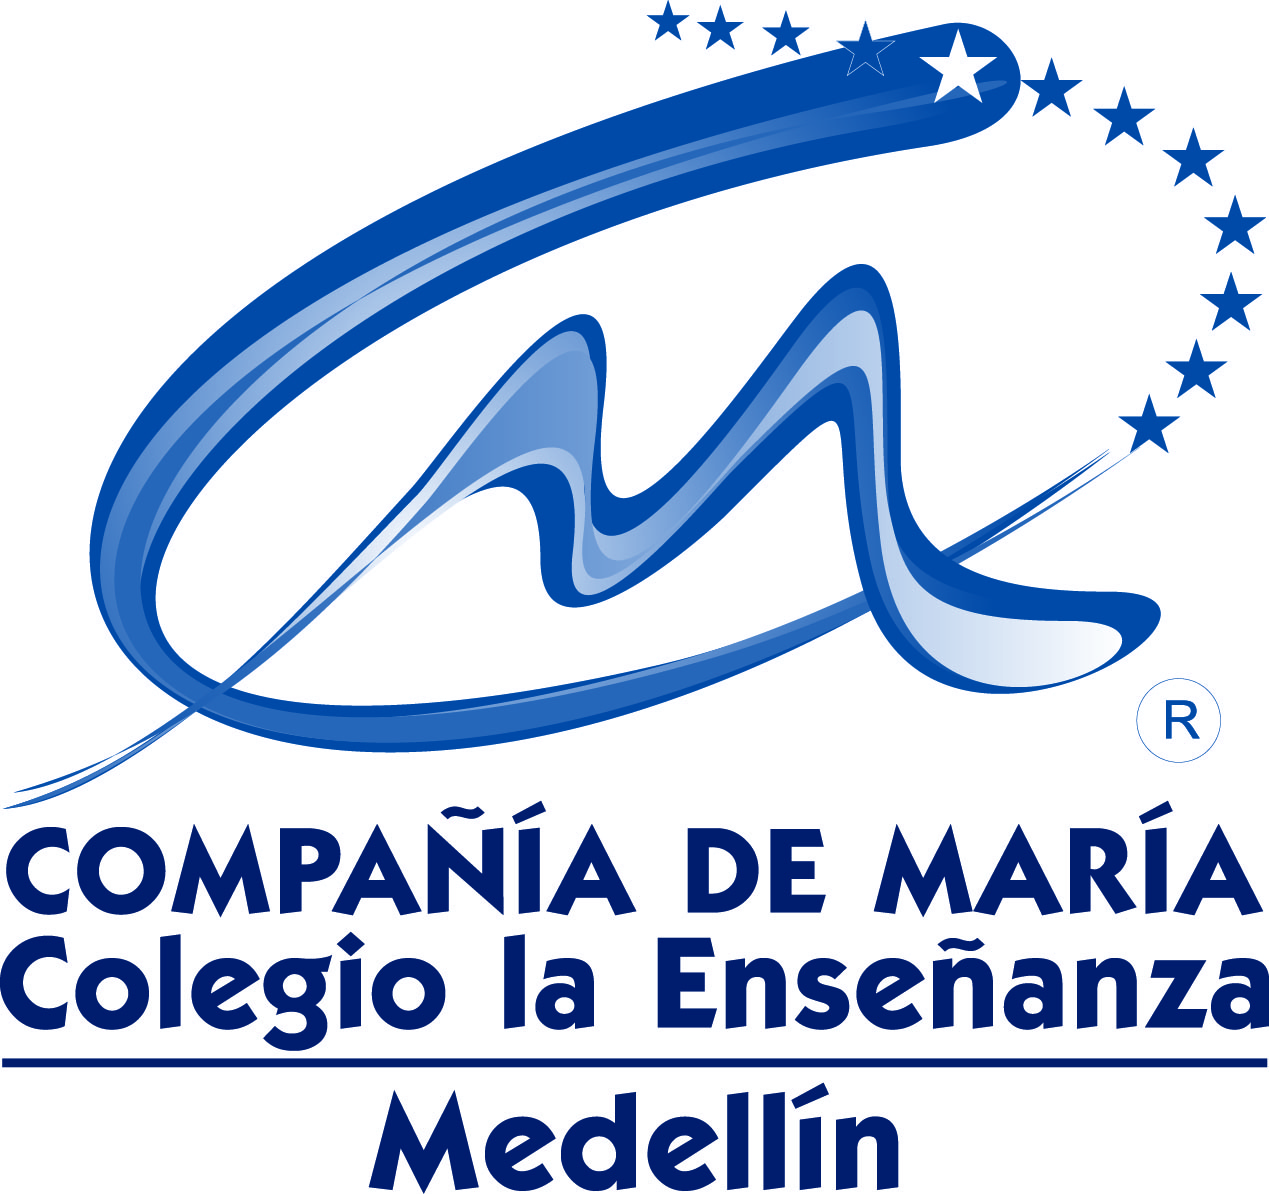 ®
COMPAÑÍA DE MARÍA
Colegio la Enseñanza
Medellín